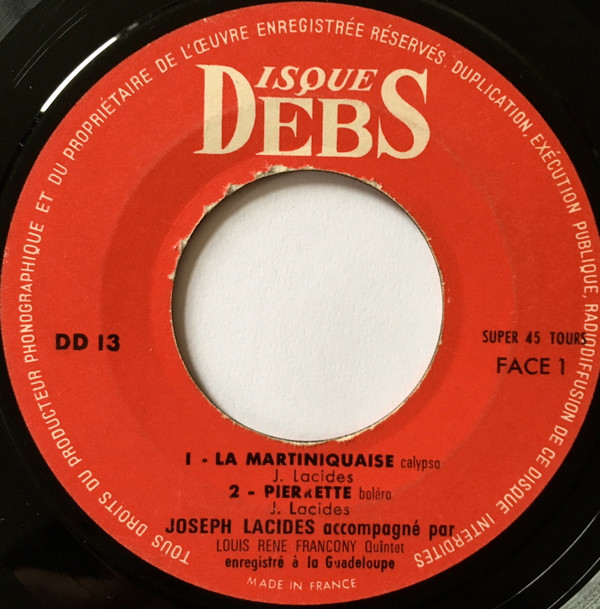 TOUS DROITS DU PRODUCTEUR PHONOGRAPHIQUE ET DU PROPRIÉTAIRE DE L'ŒUVRE ENREGISTRÉE RÉSERVÉS. DUPLICATION, EXÉCUTION PUBLIQUE, RADIODIFFUSION DE CE DISQUE INTERDITES
DISQUE
DEBS
DD 13
SUPER 45 TOURS
FACE 1
1 - LA MARTINIQUAISE calypso
J. Lacides
2 - PIERRETTE boléro
J. Lacides
JOSEPH LACIDES accompagné par
LOUIS RENE FRANCONY Quintet
enregistré à la Guadeloupe
MADE IN FRANCE